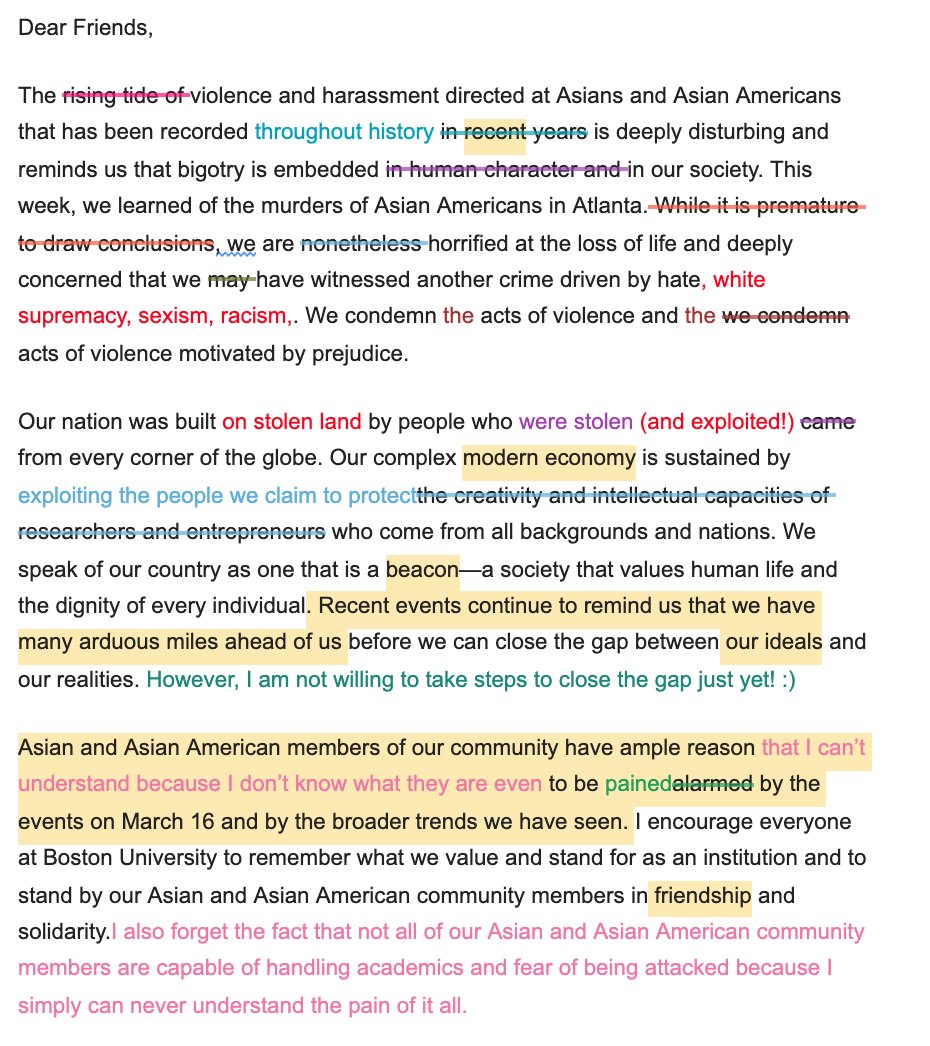 Dear Friends,
The rising tide of violence and harassment directed at Asians and Asian Americans
that has been recorded throughout history in recent years is deeply disturbing and
reminds us that bigotry is embedded in human character and in our society. This
week, we learned of the murders of Asian Americans in Atlanta. While it is premature
to draw conclusions, we are nonetheless horrified at the loss of life and deeply
concerned that we may have witnessed another crime driven by hate, white
supremacy, sexism, racism,. We condemn the acts of violence and the we condemn
acts of violence motivated by prejudice.
Our nation was built on stolen land by people who were stolen (and exploited!) came
from every corner of the globe. Our complex modern economy is sustained by
exploiting the people we claim to protectthe creativity and intellectual capacities of
researchers and entrepreneurs who come from all backgrounds and nations. We
speak of our country as one that is a beacon—a society that values human life and
the dignity of every individual. Recent events continue to remind us that we have
many arduous miles ahead of us before we can close the gap between our ideals and
our realities. However, I am not willing to take steps to close the gap just yet! :)
Asian and Asian American members of our community have ample reason that I can't
understand because I don't know what they are even to be painedalarmed by the
events on March 16 and by the broader trends we have seen. I encourage everyone
at Boston University to remember what we value and stand for as an institution and to
stand by our Asian and Asian American community members in friendship and
solidarity.I also forget the fact that not all of our Asian and Asian American community
members are capable of handling academics and fear of being attacked because I
simply can never understand the pain of it all.